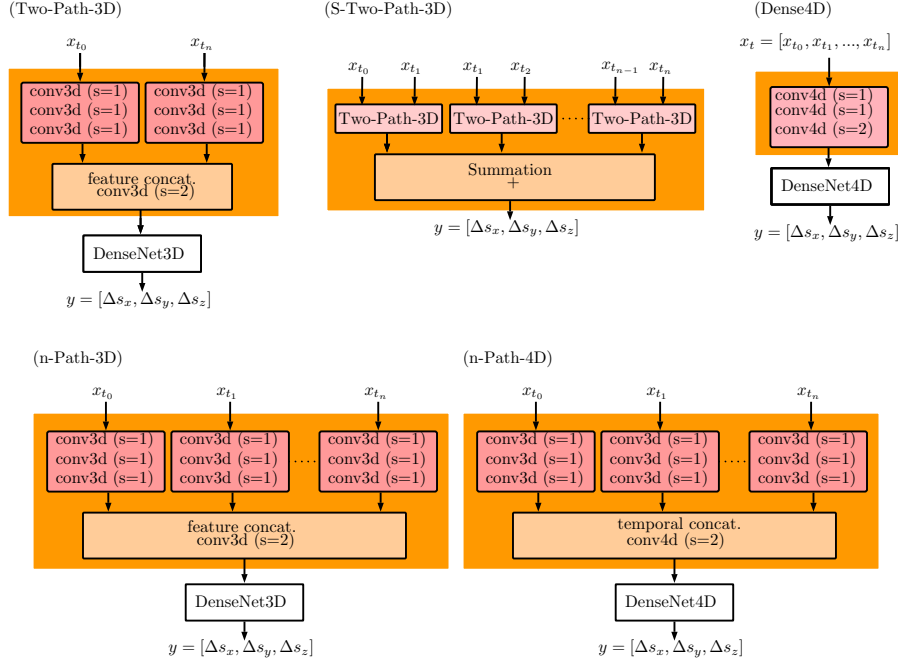 (Two-Path-3D)
x_{t_0} x_{t_n}
conv3d (s=1) conv3d (s=1)
conv3d (s=1) conv3d (s=1)
conv3d (s=1) conv3d (s=1)
feature concat.
conv3d (s=2)
DenseNet3D
y = [Δs_x, Δs_y, Δs_z]
(S-Two-Path-3D)
x_{t_0} x_{t_1} x_{t_1} x_{t_2} x_{t_{n-1}} x_{t_n}
Two-Path-3D Two-Path-3D .... Two-Path-3D
Summation
+
y = [Δs_x, Δs_y, Δs_z]
(Dense4D)
x_t = [x_{t_0}, x_{t_1}, ..., x_{t_n}]
conv4d (s=1)
conv4d (s=1)
conv4d (s=2)
DenseNet4D
y = [Δs_x, Δs_y, Δs_z]
(n-Path-3D)
x_{t_0} x_{t_1} x_{t_n}
conv3d (s=1) conv3d (s=1) conv3d (s=1)
conv3d (s=1) conv3d (s=1) .... conv3d (s=1)
conv3d (s=1) conv3d (s=1) conv3d (s=1)
feature concat.
conv3d (s=2)
DenseNet3D
y = [Δs_x, Δs_y, Δs_z]
(n-Path-4D)
x_{t_0} x_{t_1} x_{t_n}
conv3d (s=1) conv3d (s=1) conv3d (s=1)
conv3d (s=1) conv3d (s=1) .... conv3d (s=1)
conv3d (s=1) conv3d (s=1) conv3d (s=1)
temporal concat.
conv4d (s=2)
DenseNet4D
y = [Δs_x, Δs_y, Δs_z]